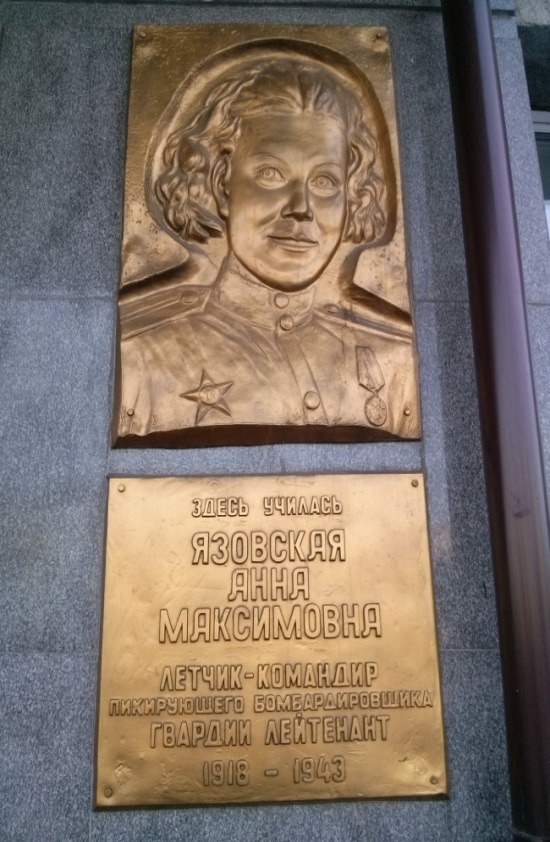 ЗДЕСЬ УЧИЛАСЬ
ЯЗОВСКАЯ
АННА
МАКСИМОВНА
ЛЕТЧИК-КОМАНДИР
ПИКИРУЮЩЕГО БОМБАРДИРОВЩИКА
ГВАРДИИ ЛЕЙТЕНАНТ
1918 - 1943